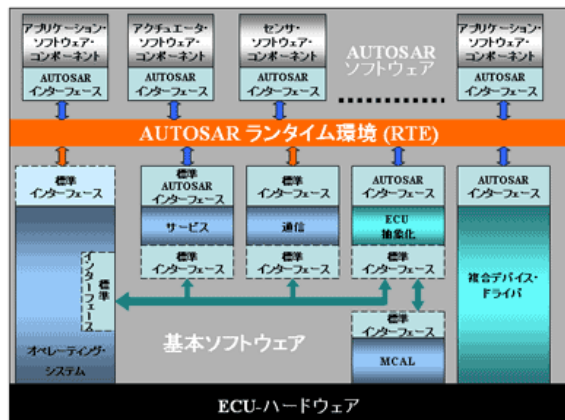 アプリケーション・
ソフトウェア・
コンポーネント
AUTOSAR
インターフェース
アクチュエータ・
ソフトウェア・
コンポーネント
AUTOSAR
インターフェース
センサ・
ソフトウェア・
コンポーネント
AUTOSAR
インターフェース
AUTOSAR
ソフトウェア
アプリケーション・
ソフトウェア・
コンポーネント
AUTOSAR
インターフェース
AUTOSAR ランタイム環境 (RTE)
標準
インターフェース
標準
AUTOSAR
インターフェース
サービス
標準
インターフェース
標準
インターフェース
通信
標準
インターフェース
AUTOSAR
インターフェース
ECU
抽象化
標準
インターフェース
AUTOSAR
インターフェース
複合デバイス・
ドライバ
標準
インターフェース
オペレーティング・
システム
基本ソフトウェア
標準
インターフェース
MCAL
ECU-ハードウェア